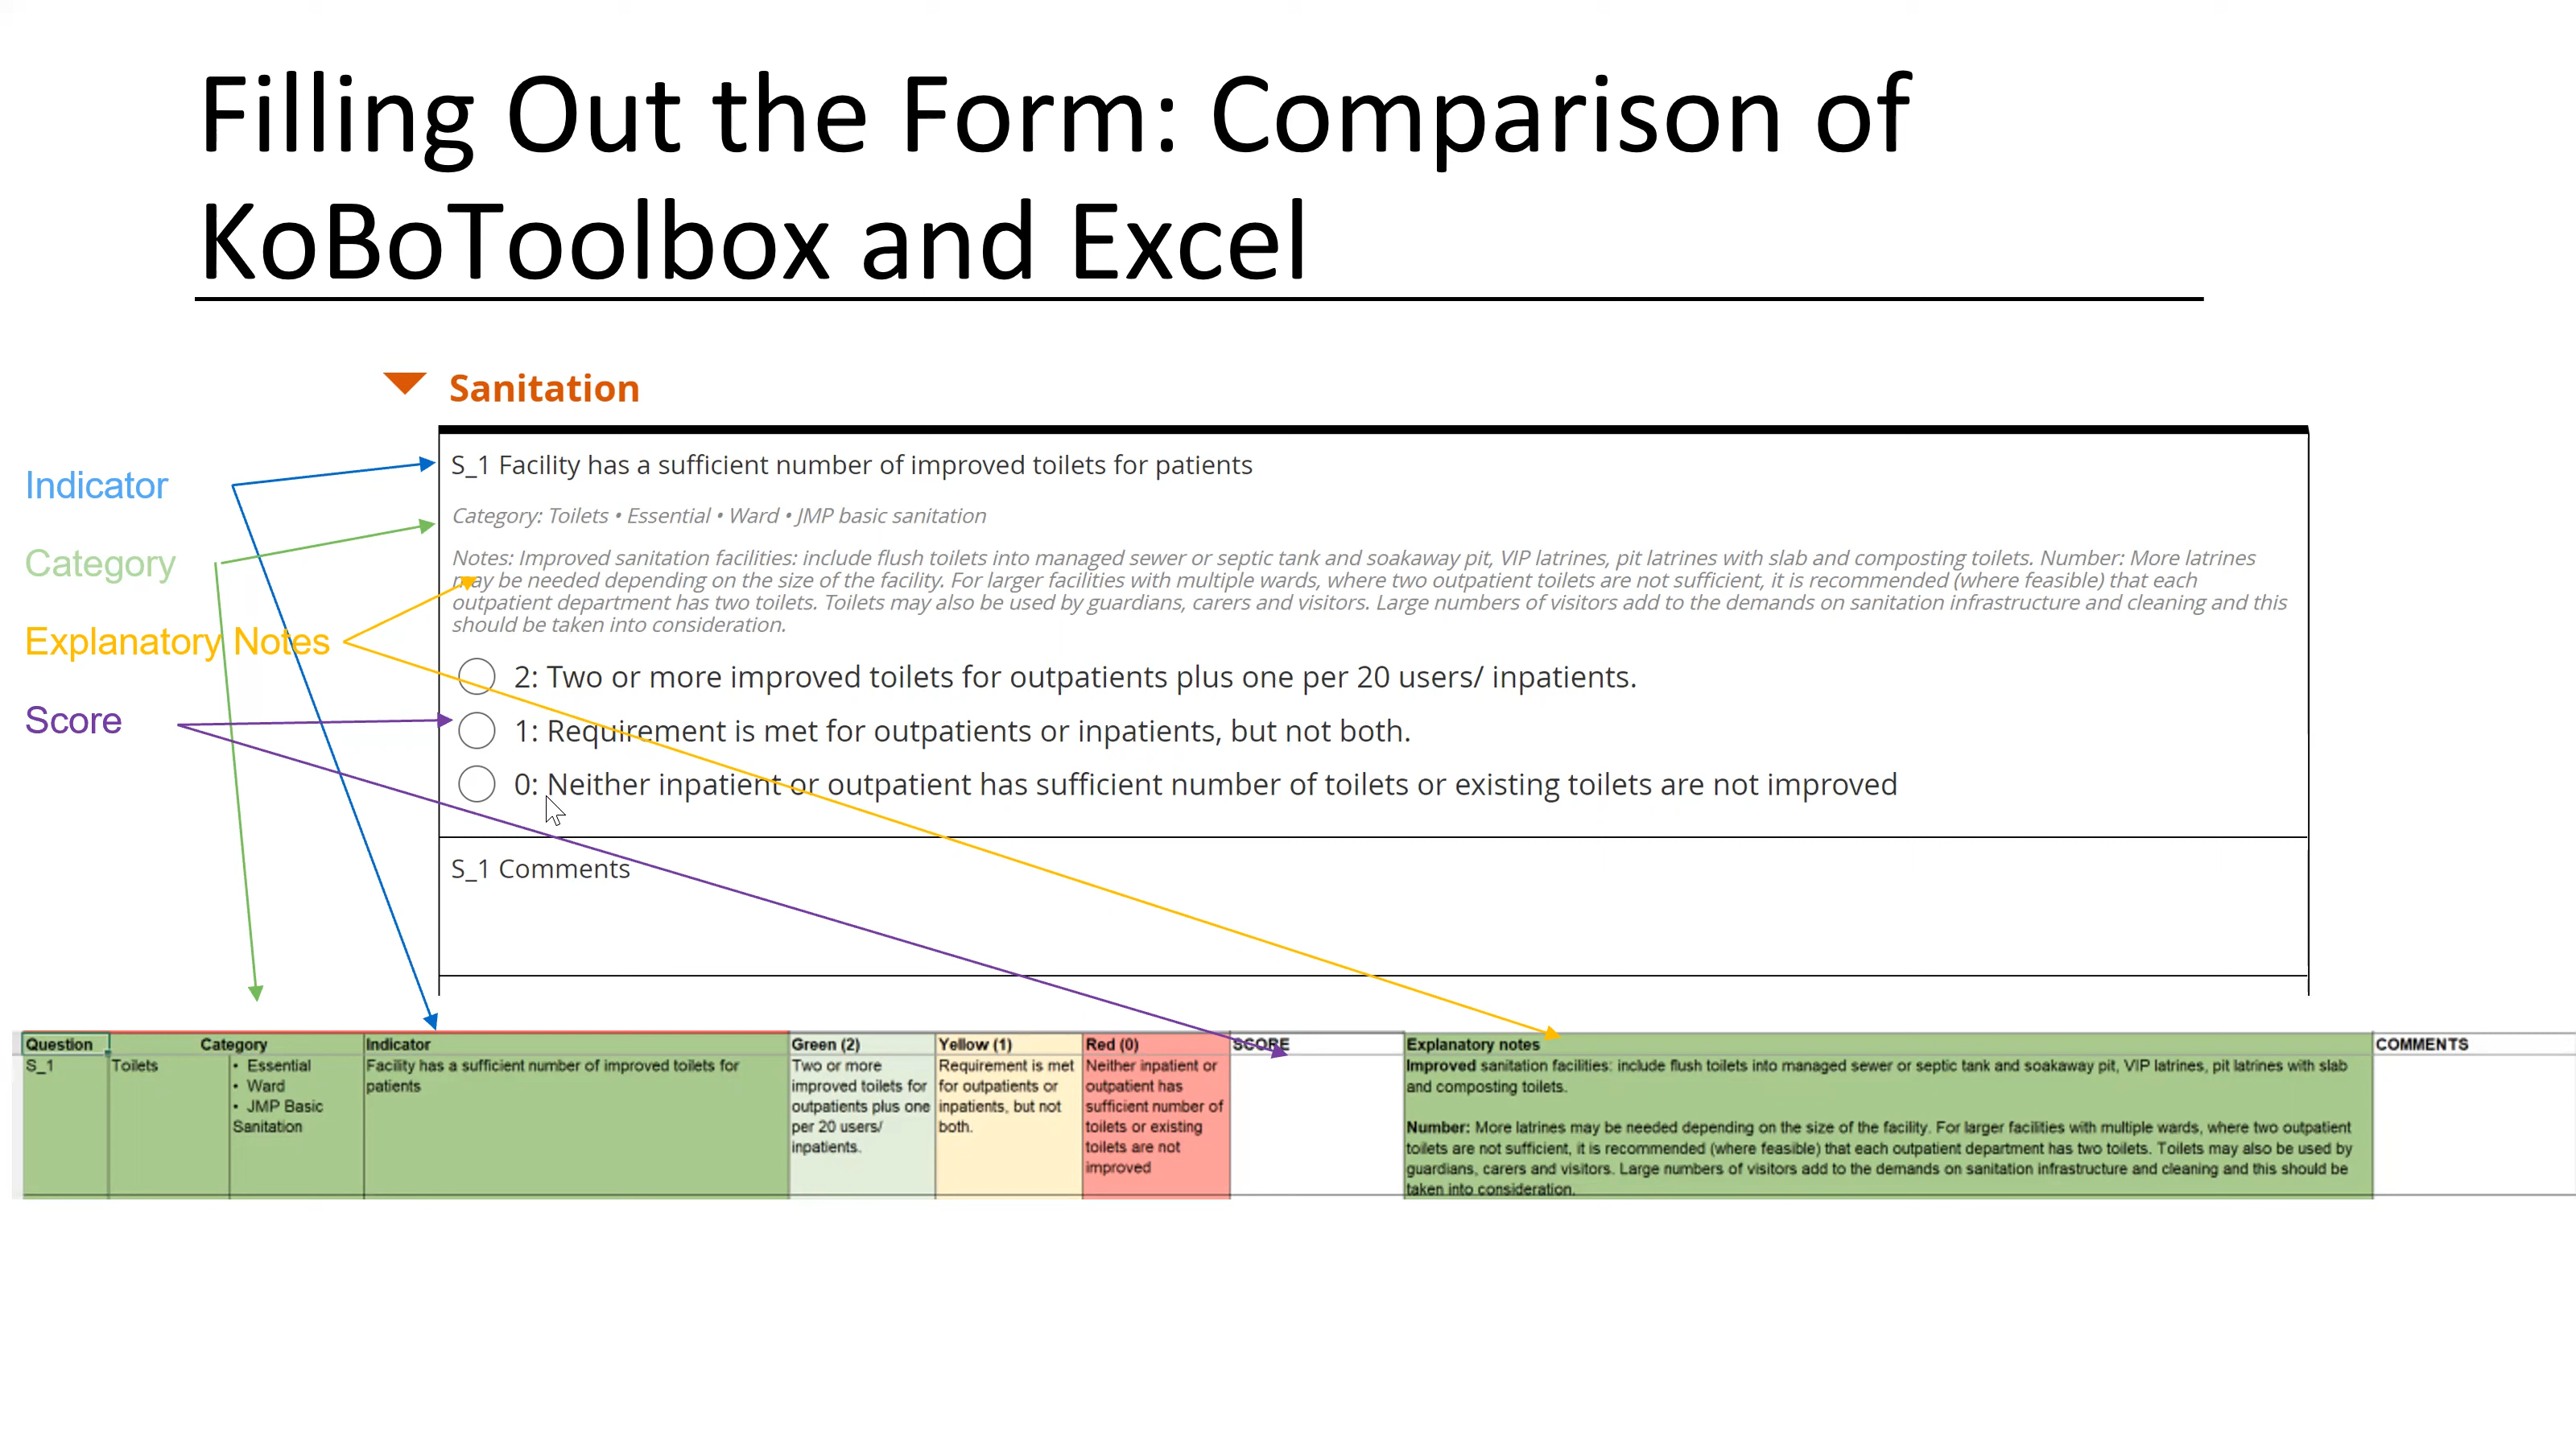 Filling Out the Form: Comparison of
KoBoToolbox and Excel
Sanitation
Indicator
Category
Explanatory Notes
Score
S_1 Facility has a sufficient number of improved toilets for patients
Category: Toilets • Essential • Ward • JMP basic sanitation
Notes: Improved sanitation facilities: include flush toilets into managed sewer or septic tank and soakaway pit, VIP latrines, pit latrines with slab and composting toilets. Number: More latrines
may be needed depending on the size of the facility. For larger facilities with multiple wards, where two outpatient toilets are not sufficient, it is recommended (where feasible) that each
outpatient department has two toilets. Toilets may also be used by guardians, carers and visitors. Large numbers of visitors add to the demands on sanitation infrastructure and cleaning and this
should be taken into consideration.
2: Two or more improved toilets for outpatients plus one per 20 users/ inpatients.
1: Requirement is met for outpatients or inpatients, but not both.
0: Neither inpatient or outpatient has sufficient number of toilets or existing toilets are not improved
S_1 Comments
Question
Category
Indicator
Green (2)
Yellow (1)
Red (0)
SCORE
Explanatory notes
COMMENTS
S_1
Toilets
• Essential
• Ward
• JMP Basic
Sanitation
Facility has a sufficient number of improved toilets for
patients
Two or more
improved toilets for
outpatients plus one
per 20 users/
inpatients.
Requirement is met
for outpatients or
inpatients, but not
both.
Neither inpatient or
outpatient has
sufficient number of
toilets or existing
toilets are not
improved
Improved sanitation facilities: include flush toilets into managed sewer or septic tank and soakaway pit, VIP latrines, pit latrines with slab
and composting toilets.
Number: More latrines may be needed depending on the size of the facility. For larger facilities with multiple wards, where two outpatient
toilets are not sufficient, it is recommended (where feasible) that each outpatient department has two toilets. Toilets may also be used by
guardians, carers and visitors. Large numbers of visitors add to the demands on sanitation infrastructure and cleaning and this should be
taken into consideration.